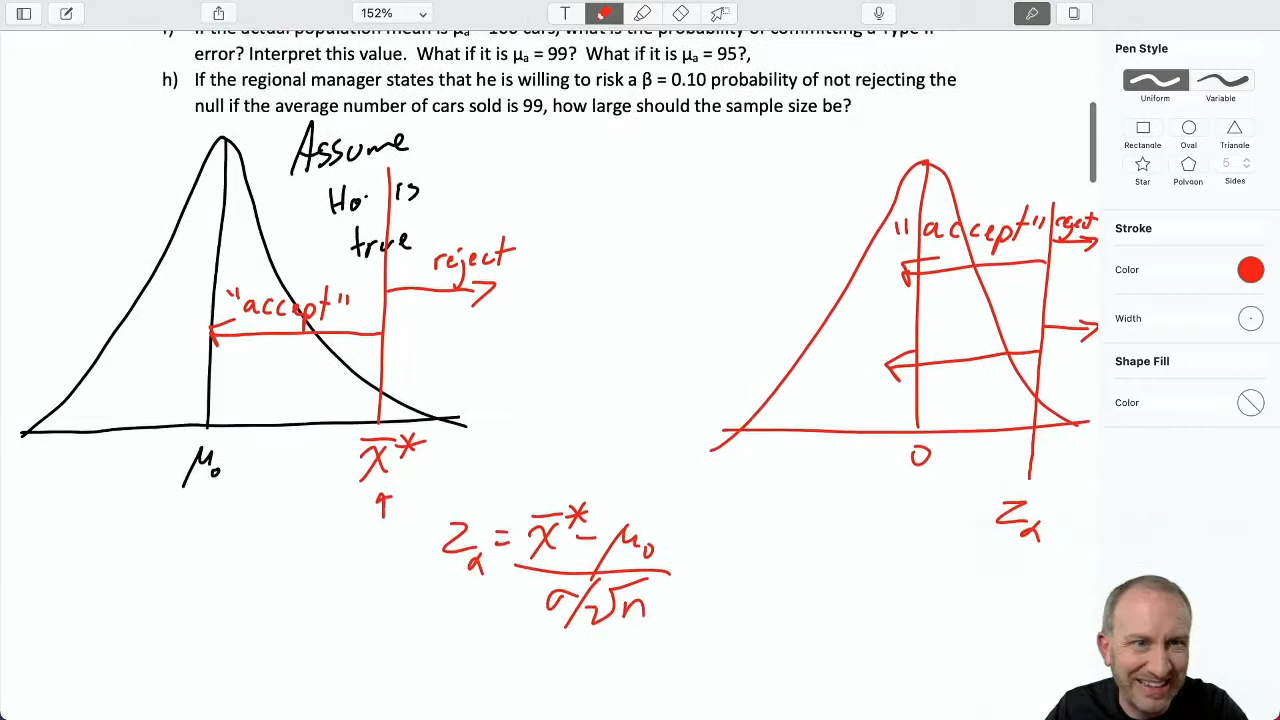 152%
T
error? Interpret this value. What if it is μₐ = 99? What if it is μₐ = 95?,
h) If the regional manager states that he is willing to risk a β = 0.10 probability of not rejecting the
null if the average number of cars sold is 99, how large should the sample size be?
Assume
H₀ is
true
reject
"accept"
μ₀
x̅*
"accept"
reject
0
Z_α
Z_α = (x̅* - μ₀) / (σ/√n)
Pen Style
Uniform Variable
Rectangle Oval Triangle
5
Star Polygon Sides
Stroke
Color
Width
Shape Fill
Color